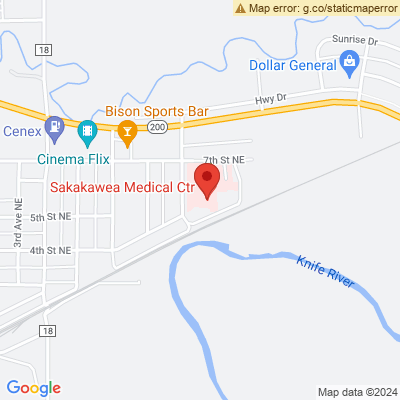 Map error: g.co/staticmaperror
Sunrise Dr
18
Dollar General
Hwy Dr
Bison Sports Bar
Cenex
200
Cinema Flix
7th St NE
Sakakawea Medical Ctr
3rd Ave NE
5th St NE
4th St NE
Knife River
18
Google
Map data ©2024